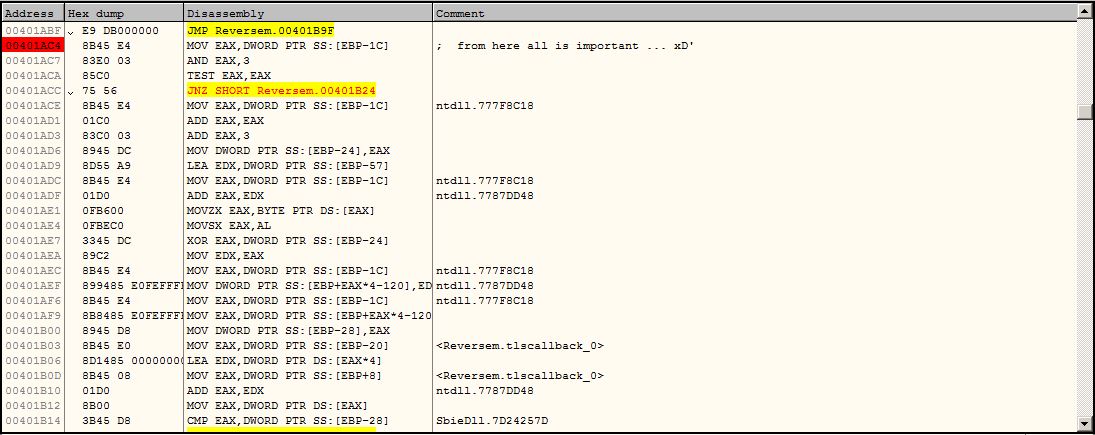 Address Hex dump Disassembly Comment
00401ABF E9 DB000000 JMP Reversem.00401B9F
00401AC4 8B45 E4 MOV EAX,DWORD PTR SS:[EBP-1C] ; from here all is important ... xD'
00401AC7 83E0 03 AND EAX,3
00401ACA 85C0 TEST EAX,EAX
00401ACC 75 56 JNZ SHORT Reversem.00401B24
00401ACE 8B45 E4 MOV EAX,DWORD PTR SS:[EBP-1C] ntdll.777F8C18
00401AD1 01C0 ADD EAX,EAX
00401AD3 83C0 03 ADD EAX,3
00401AD6 8945 DC MOV DWORD PTR SS:[EBP-24],EAX
00401AD9 8D55 A9 LEA EDX,DWORD PTR SS:[EBP-57]
00401ADC 8B45 E4 MOV EAX,DWORD PTR SS:[EBP-1C] ntdll.777F8C18
00401ADF 01D0 ADD EAX,EDX ntdll.7787DD48
00401AE1 0FB600 MOVZX EAX,BYTE PTR DS:[EAX]
00401AE4 0FBEC0 MOVSX EAX,AL
00401AE7 3345 DC XOR EAX,DWORD PTR SS:[EBP-24]
00401AEA 89C2 MOV EDX,EAX
00401AEC 8B45 E4 MOV EAX,DWORD PTR SS:[EBP-1C] ntdll.777F8C18
00401AEF 899485 E0FEFFF MOV DWORD PTR SS:[EBP+EAX*4-120],ED ntdll.7787DD48
00401AF6 8B45 E4 MOV EAX,DWORD PTR SS:[EBP-1C] ntdll.777F8C18
00401AF9 8B8485 E0FEFFF MOV EAX,DWORD PTR SS:[EBP+EAX*4-120
00401B00 8945 D8 MOV DWORD PTR SS:[EBP-28],EAX
00401B03 8B45 E0 MOV EAX,DWORD PTR SS:[EBP-20] <Reversem.tlscallback_0>
00401B06 8D1485 00000000 LEA EDX,DWORD PTR DS:[EAX*4]
00401B0D 8B45 08 MOV EAX,DWORD PTR SS:[EBP+8] <Reversem.tlscallback_0>
00401B10 01D0 ADD EAX,EDX ntdll.7787DD48
00401B12 8B00 MOV EAX,DWORD PTR DS:[EAX]
00401B14 3B45 D8 CMP EAX,DWORD PTR SS:[EBP-28] SbieDll.7D24257D